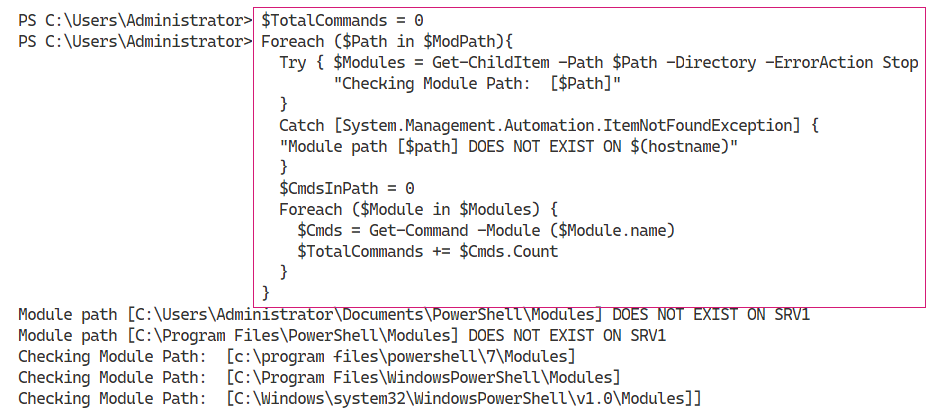 PS C:\Users\Administrator> $TotalCommands = 0
PS C:\Users\Administrator> Foreach ($Path in $ModPath){
  Try { $Modules = Get-ChildItem -Path $Path -Directory -ErrorAction Stop
        "Checking Module Path:  [$Path]"
  }
  Catch [System.Management.Automation.ItemNotFoundException] {
  "Module path [$path] DOES NOT EXIST ON $(hostname)"
  }
  $CmdsInPath = 0
  Foreach ($Module in $Modules) {
    $Cmds = Get-Command -Module ($Module.name)
    $TotalCommands += $Cmds.Count
  }
}
Module path [C:\Users\Administrator\Documents\PowerShell\Modules] DOES NOT EXIST ON SRV1
Module path [C:\Program Files\PowerShell\Modules] DOES NOT EXIST ON SRV1
Checking Module Path:  [c:\program files\powershell\7\Modules]
Checking Module Path:  [C:\Program Files\WindowsPowerShell\Modules]
Checking Module Path:  [C:\Windows\system32\WindowsPowerShell\v1.0\Modules]]